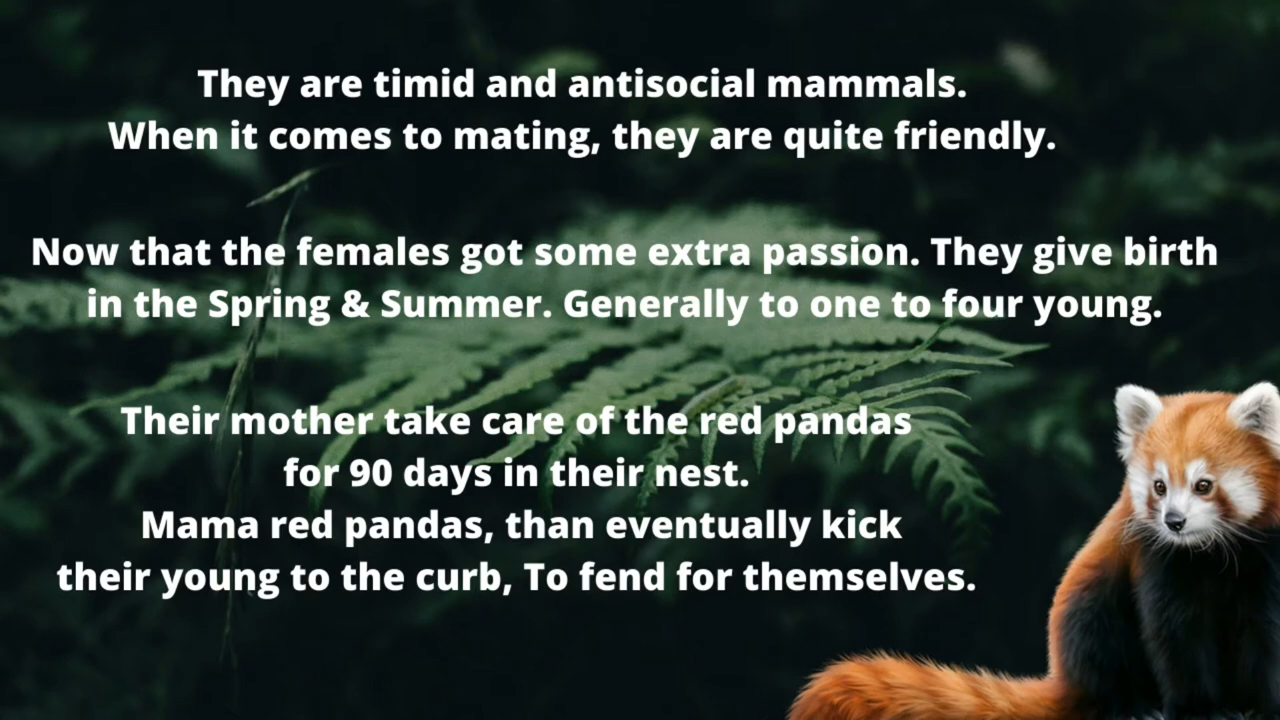 They are timid and antisocial mammals.
When it comes to mating, they are quite friendly.
Now that the females got some extra passion. They give birth
in the Spring & Summer. Generally to one to four young.
Their mother take care of the red pandas
for 90 days in their nest.
Mama red pandas, than eventually kick
their young to the curb, To fend for themselves.